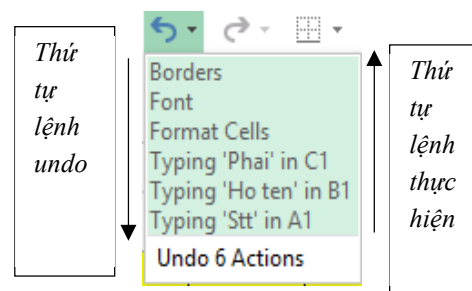 Thứ
tự
lệnh
undo
Borders
Font
Format Cells
Typing 'Phai' in C1
Typing 'Ho ten' in B1
Typing 'Stt' in A1
Undo 6 Actions
Thứ
tự
lệnh
thực
hiện